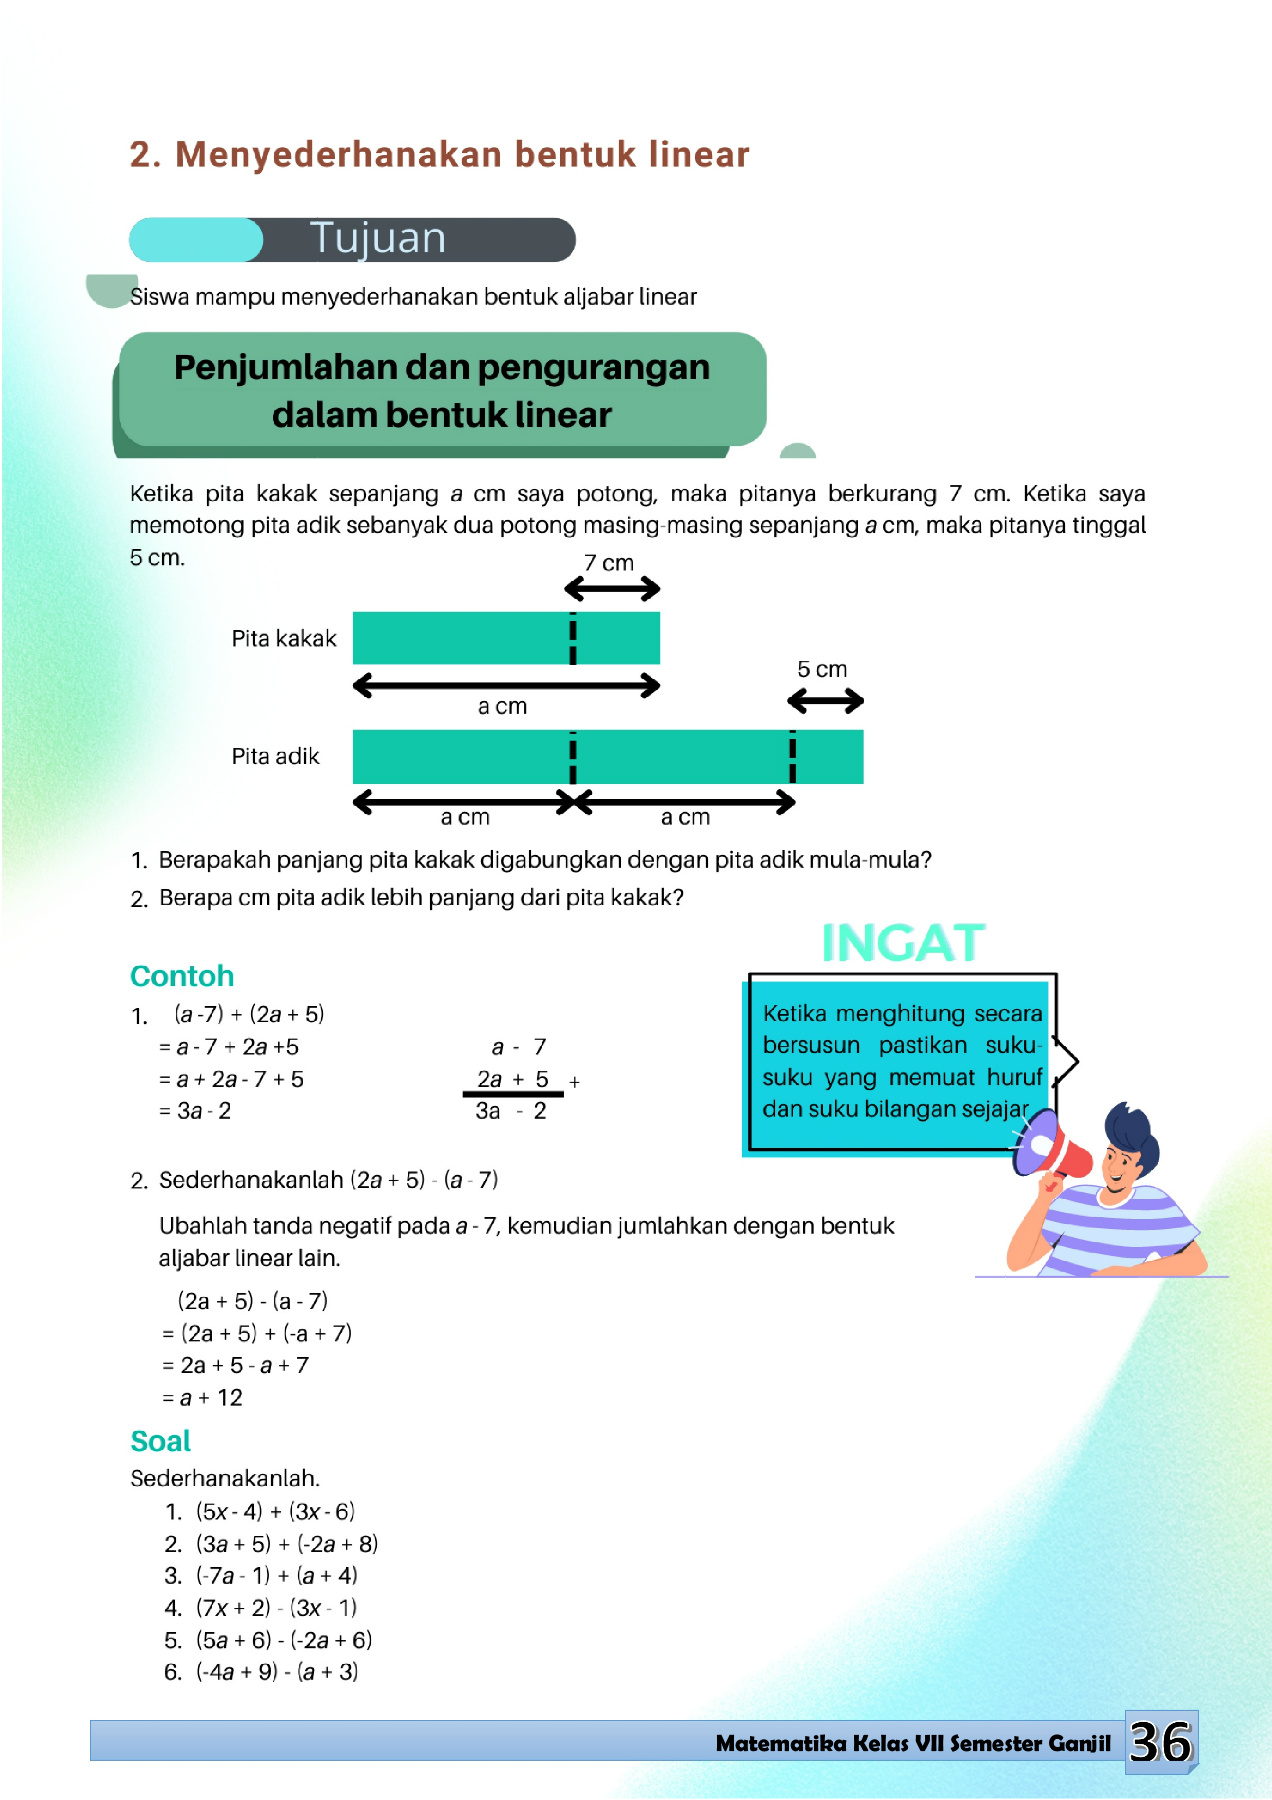 2. Menyederhanakan bentuk linear
Tujuan
Siswa mampu menyederhanakan bentuk aljabar linear
Penjumlahan dan pengurangan
dalam bentuk linear
Ketika pita kakak sepanjang a cm saya potong, maka pitanya berkurang 7 cm. Ketika saya
memotong pita adik sebanyak dua potong masing-masing sepanjang a cm, maka pitanya tinggal
5 cm.
7 cm
Pita kakak
a cm
5 cm
Pita adik
a cm a cm
1. Berapakah panjang pita kakak digabungkan dengan pita adik mula-mula?
2. Berapa cm pita adik lebih panjang dari pita kakak?
Contoh
1. (a -7) + (2a + 5)
= a - 7 + 2a +5
= a + 2a - 7 + 5
= 3a - 2
a - 7
2a + 5 +
3a - 2
INGAT
Ketika menghitung secara
bersusun pastikan suku-
suku yang memuat huruf
dan suku bilangan sejajar
2. Sederhanakanlah (2a + 5) - (a - 7)
Ubahlah tanda negatif pada a - 7, kemudian jumlahkan dengan bentuk
aljabar linear lain.
(2a + 5) - (a - 7)
= (2a + 5) + (-a + 7)
= 2a + 5 - a + 7
= a + 12
Soal
Sederhanakanlah.
1. (5x - 4) + (3x - 6)
2. (3a + 5) + (-2a + 8)
3. (-7a - 1) + (a + 4)
4. (7x + 2) - (3x - 1)
5. (5a + 6) - (-2a + 6)
6. (-4a + 9) - (a + 3)
Matematika Kelas VII Semester Ganjil 36